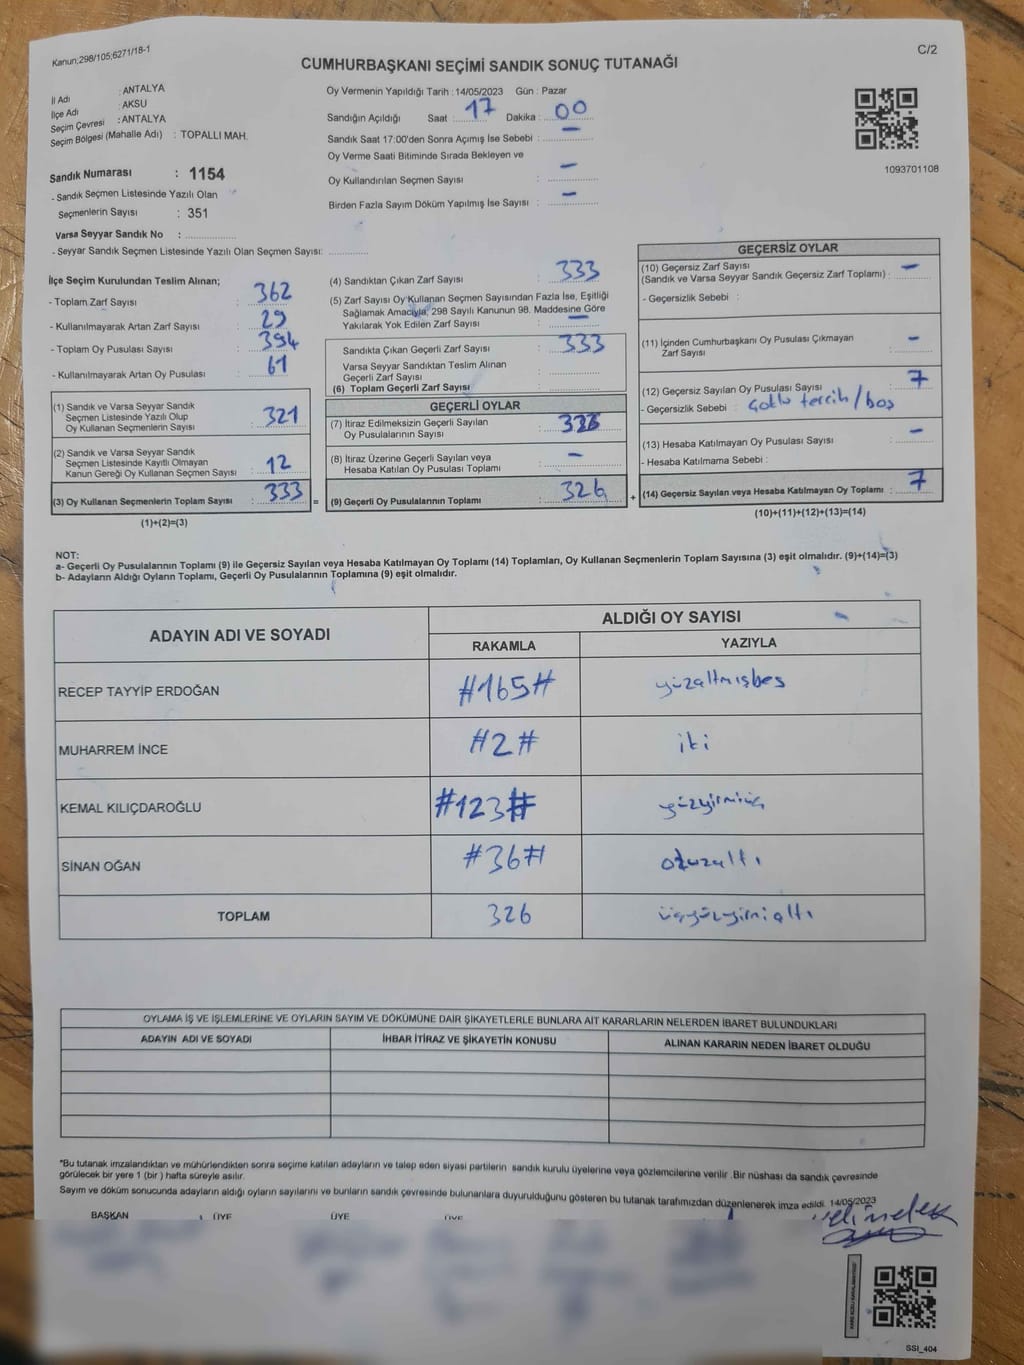 Kanun;298/105;6271/18-1
C/2
CUMHURBAŞKANI SEÇİMİ SANDIK SONUÇ TUTANAĞI
İl Adı : ANTALYA
İlçe Adı : AKSU
Seçim Çevresi : ANTALYA
Seçim Bölgesi (Mahalle Adı) : TOPALLI MAH.
Oy Vermenin Yapıldığı Tarih : 14/05/2023 Gün : Pazar
Sandığın Açıldığı Saat : 17 Dakika : 00
Sandık Saat 17:00'den Sonra Açımış İse Sebebi : –
Oy Verme Saati Bitiminde Sırada Bekleyen ve
Oy Kullandırılan Seçmen Sayısı : –
Birden Fazla Sayım Döküm Yapılmış İse Sayısı : –
1093701108
Sandık Numarası : 1154
- Sandık Seçmen Listesinde Yazılı Olan
Seçmenlerin Sayısı : 351
Varsa Seyyar Sandık No :
- Seyyar Sandık Seçmen Listesinde Yazılı Olan Seçmen Sayısı:
İlçe Seçim Kurulundan Teslim Alınan;
- Toplam Zarf Sayısı : 362
- Kullanılmayarak Artan Zarf Sayısı : 29
- Toplam Oy Pusulası Sayısı : 394
- Kullanılmayarak Artan Oy Pusulası : 61
(1) Sandık ve Varsa Seyyar Sandık
Seçmen Listesinde Yazılı Olup
Oy Kullanan Seçmenlerin Sayısı : 321
(2) Sandık ve Varsa Seyyar Sandık
Seçmen Listesinde Kayıtlı Olmayan
Kanun Gereği Oy Kullanan Seçmen Sayısı : 12
(3) Oy Kullanan Seçmenlerin Toplam Sayısı : 333 =
(1)+(2)=(3)
(4) Sandıktan Çıkan Zarf Sayısı : 333
(5) Zarf Sayısı Oy Kullanan Seçmen Sayısından Fazla İse, Eşitliği
Sağlamak Amacıyla, 298 Sayılı Kanunun 98. Maddesine Göre
Yakılarak Yok Edilen Zarf Sayısı : –
Sandıkta Çıkan Geçerli Zarf Sayısı : 333
Varsa Seyyar Sandıktan Teslim Alınan
Geçerli Zarf Sayısı :
(6) Toplam Geçerli Zarf Sayısı :
GEÇERLİ OYLAR
(7) İtiraz Edilmeksizin Geçerli Sayılan
Oy Pusulalarının Sayısı : 326
(8) İtiraz Üzerine Geçerli Sayılan veya
Hesaba Katılan Oy Pusulası Toplamı : –
(9) Geçerli Oy Pusulalarının Toplamı : 326 +
GEÇERSİZ OYLAR
(10) Geçersiz Zarf Sayısı
(Sandık ve Varsa Seyyar Sandık Geçersiz Zarf Toplamı) : –
- Geçersizlik Sebebi :
(11) İçinden Cumhurbaşkanı Oy Pusulası Çıkmayan
Zarf Sayısı : –
(12) Geçersiz Sayılan Oy Pusulası Sayısı : 7
- Geçersizlik Sebebi : Çoklu tercih/boş
(13) Hesaba Katılmayan Oy Pusulası Sayısı : –
- Hesaba Katılmama Sebebi :
(14) Geçersiz Sayılan veya Hesaba Katılmayan Oy Toplamı : 7
(10)+(11)+(12)+(13)=(14)
NOT:
a- Geçerli Oy Pusulalarının Toplamı (9) ile Geçersiz Sayılan veya Hesaba Katılmayan Oy Toplamı (14) Toplamları, Oy Kullanan Seçmenlerin Toplam Sayısına (3) eşit olmalıdır. (9)+(14)=(3)
b- Adayların Aldığı Oyların Toplamı, Geçerli Oy Pusulalarının Toplamına (9) eşit olmalıdır.
ADAYIN ADI VE SOYADI ALDIĞI OY SAYISI
RAKAMLA YAZIYLA
RECEP TAYYİP ERDOĞAN #165# yüzaltmışbeş
MUHARREM İNCE #2# iki
KEMAL KILIÇDAROĞLU #123# yüzyirmiüç
SİNAN OĞAN #36# otuzaltı
TOPLAM 326 üçyüzyirmialtı
OYLAMA İŞ VE İŞLEMLERİNE VE OYLARIN SAYIM VE DÖKÜMÜNE DAİR ŞİKAYETLERLE BUNLARA AİT KARARLARIN NELERDEN İBARET BULUNDUKLARI
ADAYIN ADI VE SOYADI İHBAR İTİRAZ VE ŞİKAYETİN KONUSU ALINAN KARARIN NEDEN İBARET OLDUĞU
*Bu tutanak imzalandıktan ve mühürlendikten sonra seçime katılan adayların ve talep eden siyasi partilerin sandık kurulu üyelerine veya gözlemcilerine verilir. Bir nüshası da sandık çevresinde
görülecek bir yere 1 (bir ) hafta süreyle asılır.
Sayım ve döküm sonucunda adayların aldığı oyların sayılarını ve bunların sandık çevresinde bulunanlara duyurulduğunu gösteren bu tutanak tarafımızdan düzenlenerek imza edildi. 14/05/2023
BAŞKAN ÜYE ÜYE ÜYE
SSI_404